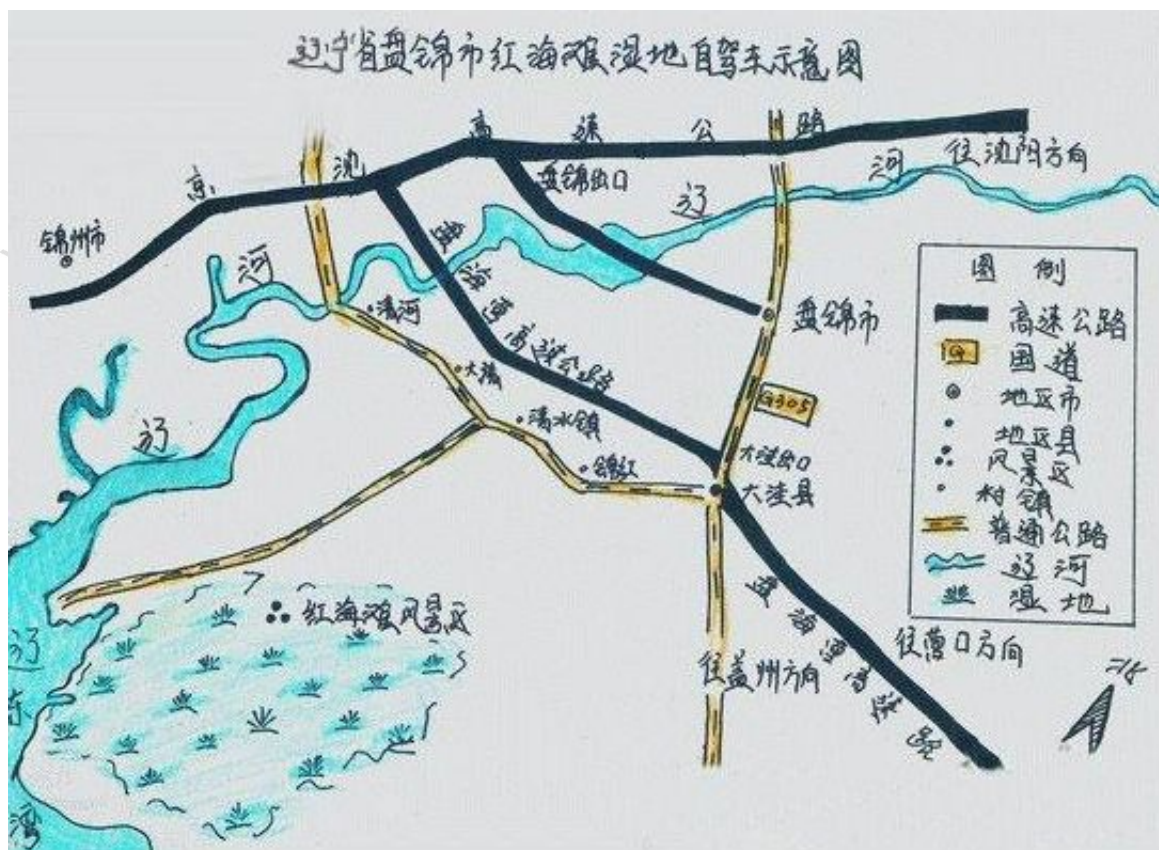 辽宁省盘锦市红海滩湿地自驾车示意图
京沈高速公路
往沈阳方向
盘锦出口
辽河
锦州市
盘海营高速公路
辽河
清河
大洼
盘锦市
G305
清水镇
大洼出口
大洼县
辽
红海滩风景区
往盖州方向
盘海营高速
往营口方向
辽东湾
北
图例
高速公路
G 国道
地区市
地区县
风景区
村镇
普通公路
辽河
湿地